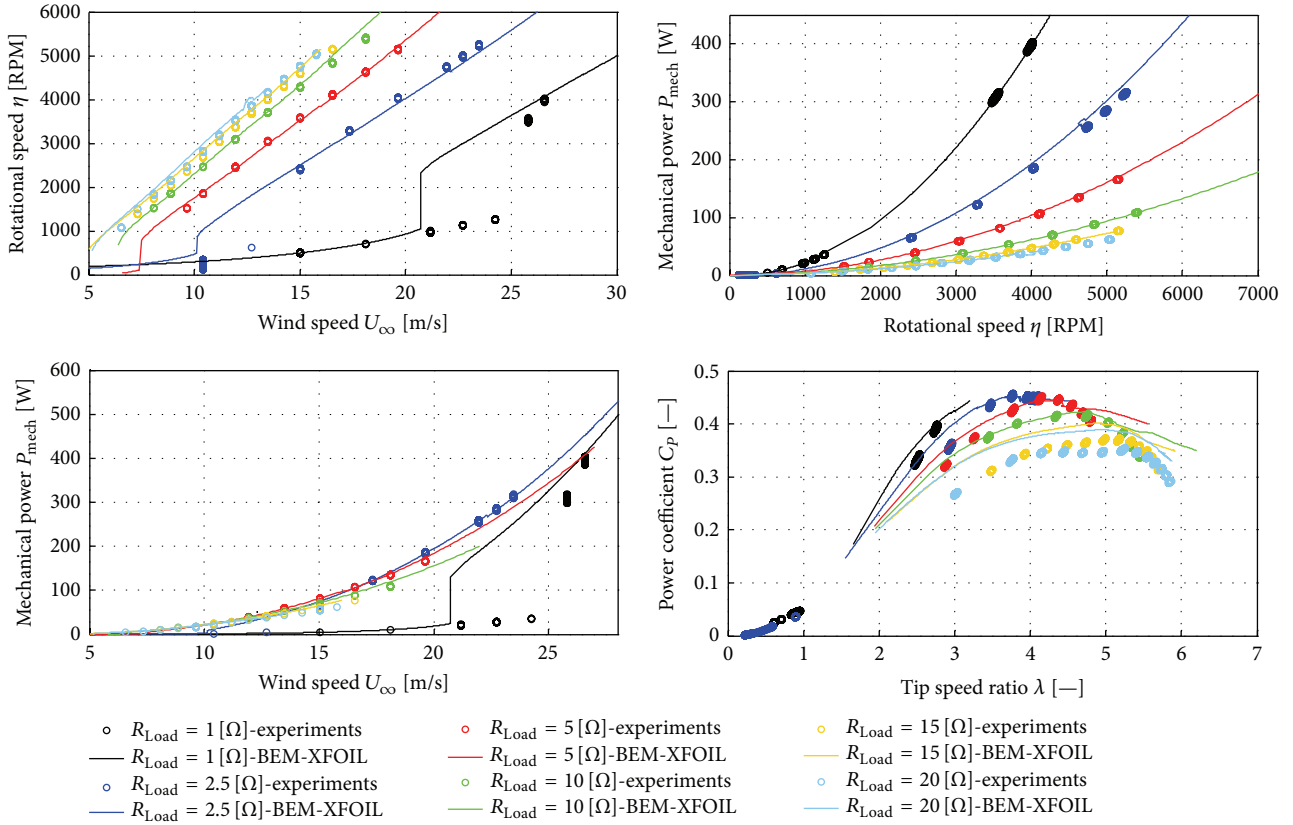 6000
5000
4000
3000
2000
1000
0
5
10
15
20
25
30
Rotational speed η [RPM]
Wind speed U∞ [m/s]
400
300
200
100
0
0
1000
2000
3000
4000
5000
6000
7000
Mechanical power Pmech [W]
Rotational speed η [RPM]
600
500
400
300
200
100
0
5
10
15
20
25
Mechanical power Pmech [W]
Wind speed U∞ [m/s]
0.5
0.4
0.3
0.2
0.1
0
0
1
2
3
4
5
6
7
Power coefficient CP [—]
Tip speed ratio λ [—]
RLoad = 1 [Ω]-experiments
RLoad = 1 [Ω]-BEM-XFOIL
RLoad = 2.5 [Ω]-experiments
RLoad = 2.5 [Ω]-BEM-XFOIL
RLoad = 5 [Ω]-experiments
RLoad = 5 [Ω]-BEM-XFOIL
RLoad = 10 [Ω]-experiments
RLoad = 10 [Ω]-BEM-XFOIL
RLoad = 15 [Ω]-experiments
RLoad = 15 [Ω]-BEM-XFOIL
RLoad = 20 [Ω]-experiments
RLoad = 20 [Ω]-BEM-XFOIL